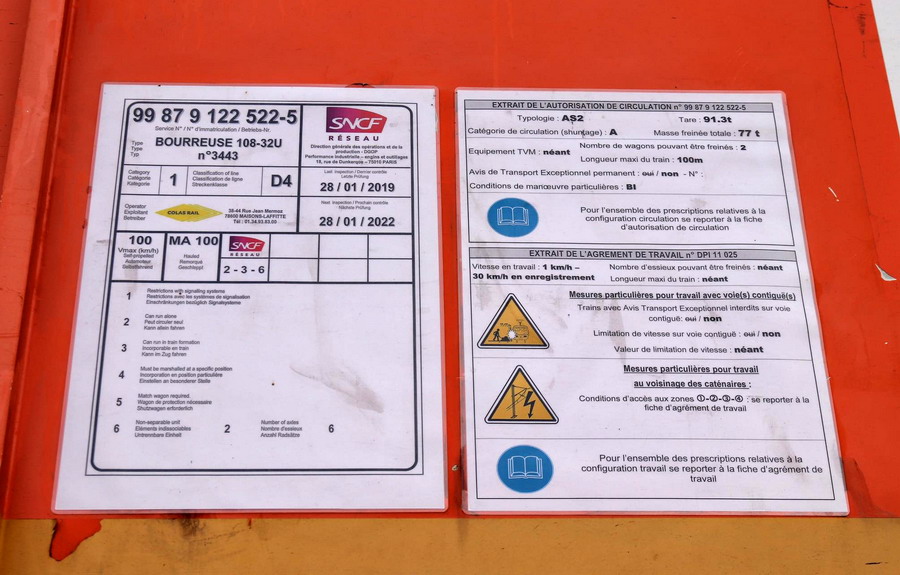 99 87 9 122 522-5
Service N° / N° d'immatriculation / Betriebs-Nr.
Type
Type
Typ
BOURREUSE 108-32U
n°3443
Category
Catégorie
Kategorie
1
Classification of line
Classification de ligne
Streckenklasse
D4
Operator
Exploitant
Betreiber
COLAS RAIL
38-44 Rue Jean Mermoz
78600 MAISONS-LAFFITTE
Tél : 01.34.93.03.09
SNCF
RÉSEAU
Direction générale des opérations et de la
production - DGOP
Performance industrielle – engins et outillages
18, rue de Dunkerque – 75010 PARIS
Last inspection / Dernier contrôle
Letzte Prüfung
28 / 01 / 2019
Next inspection / Prochain contrôle
Nächste Prüfung
28 / 01 / 2022
100
Vmax (km/h)
Self-propelled
Automoteur
Selbstfahrend
MA 100
Hauled
Remorqué
Geschleppt
SNCF
RÉSEAU
2 - 3 - 6
1
Restrictions with signalling systems
Restrictions avec les systèmes de signalisation
Einschränkungen bezüglich Signalsysteme
2
Can run alone
Peut circuler seul
Kann allein fahren
3
Can run in train formation
Incorporable en train
Kann im Zug fahren
4
Must be marshalled at a specific position
Incorporation en position particulière
Einstellen an besonderer Stelle
5
Match wagon required.
Wagon de protection nécessaire
Shutzwagen erforderlich
6
Non-separable unit
Eléments indissociables
Untrennbare Einheit
2
Number of axles
Nombre d'essieux
Anzahl Radsätze
6
EXTRAIT DE L'AUTORISATION DE CIRCULATION n° 99 87 9 122 522-5
Typologie : AS2 Tare : 91.3t
Catégorie de circulation (shuntage) : A Masse freinée totale : 77 t
Equipement TVM : néant Nombre de wagons pouvant être freinés : 2
Longueur maxi du train : 100m
Avis de Transport Exceptionnel permanent : oui / non - N° :
Conditions de manœuvre particulières : BI
Pour l'ensemble des prescriptions relatives à la
configuration circulation se reporter à la fiche
d'autorisation de circulation
EXTRAIT DE L'AGREMENT DE TRAVAIL n° DPI 11 025
Vitesse en travail : 1 km/h – Nombre d'essieux pouvant être freinés : néant
30 km/h en enregistrement Longueur maxi du train : néant
Mesures particulières pour travail avec voie(s) contiguë(s)
Trains avec Avis Transport Exceptionnel interdits sur voie
contiguë: oui / non
Limitation de vitesse sur voie contiguë : oui / non
Valeur de limitation de vitesse : néant
Mesures particulières pour travail
au voisinage des caténaires :
Conditions d'accès aux zones ①-②-③-④ : se reporter à la
fiche d'agrément de travail
Pour l'ensemble des prescriptions relatives à la
configuration travail se reporter à la fiche d'agrément de
travail